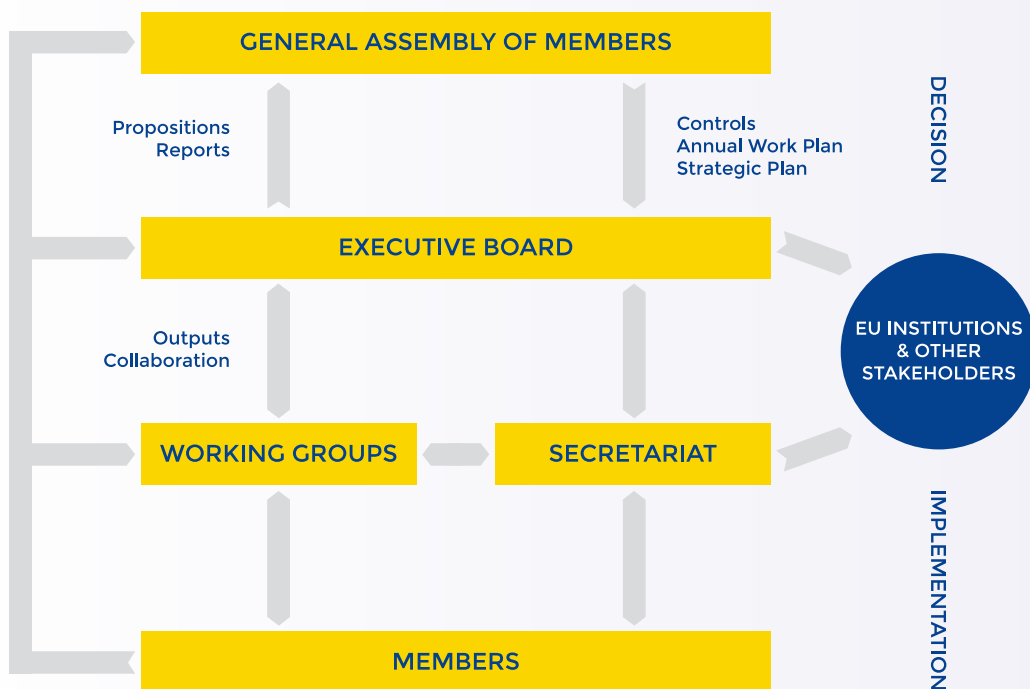 GENERAL ASSEMBLY OF MEMBERS
DECISION
Propositions
Reports
Controls
Annual Work Plan
Strategic Plan
EXECUTIVE BOARD
Outputs
Collaboration
EU INSTITUTIONS
& OTHER
STAKEHOLDERS
WORKING GROUPS
SECRETARIAT
IMPLEMENTATION
MEMBERS